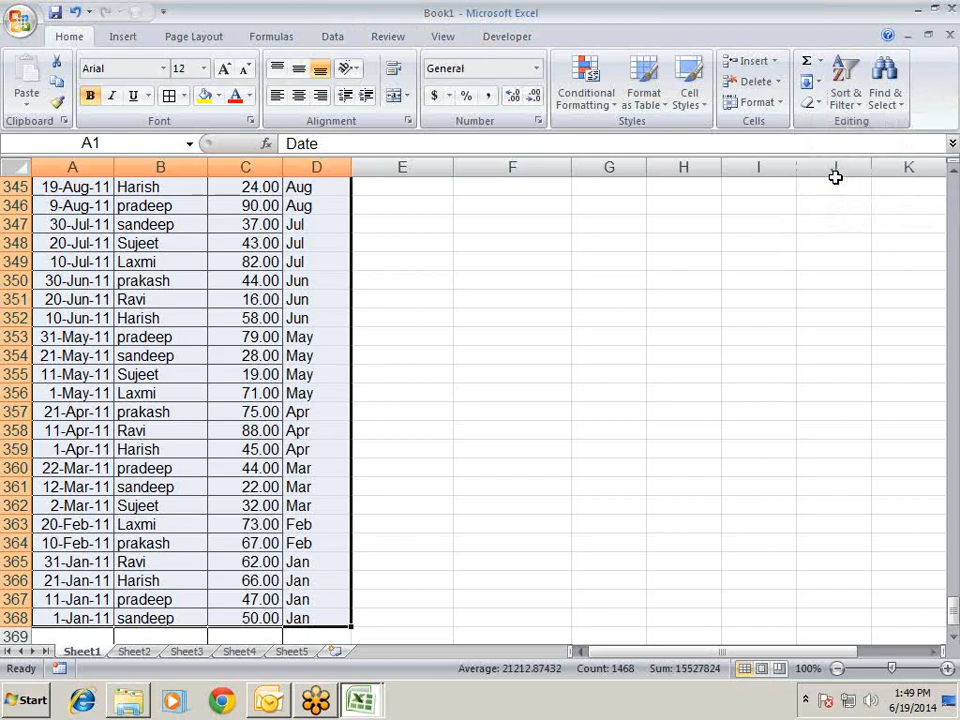 Book1 - Microsoft Excel
Home Insert Page Layout Formulas Data Review View Developer
Arial 12 General
Paste B I U $ % , Conditional Formatting Format as Table Cell Styles Insert Delete Format Σ Sort & Filter Find & Select
Clipboard Font Alignment Number Styles Cells Editing
A1 fx Date
A B C D E F G H I J K
345 19-Aug-11 Harish 24.00 Aug
346 9-Aug-11 pradeep 90.00 Aug
347 30-Jul-11 sandeep 37.00 Jul
348 20-Jul-11 Sujeet 43.00 Jul
349 10-Jul-11 Laxmi 82.00 Jul
350 30-Jun-11 prakash 44.00 Jun
351 20-Jun-11 Ravi 16.00 Jun
352 10-Jun-11 Harish 58.00 Jun
353 31-May-11 pradeep 79.00 May
354 21-May-11 sandeep 28.00 May
355 11-May-11 Sujeet 19.00 May
356 1-May-11 Laxmi 71.00 May
357 21-Apr-11 prakash 75.00 Apr
358 11-Apr-11 Ravi 88.00 Apr
359 1-Apr-11 Harish 45.00 Apr
360 22-Mar-11 pradeep 44.00 Mar
361 12-Mar-11 sandeep 22.00 Mar
362 2-Mar-11 Sujeet 32.00 Mar
363 20-Feb-11 Laxmi 73.00 Feb
364 10-Feb-11 prakash 67.00 Feb
365 31-Jan-11 Ravi 62.00 Jan
366 21-Jan-11 Harish 66.00 Jan
367 11-Jan-11 pradeep 47.00 Jan
368 1-Jan-11 sandeep 50.00 Jan
369
Sheet1 Sheet2 Sheet3 Sheet4 Sheet5
Ready Average: 21212.87432 Count: 1468 Sum: 15527824 100%
Start 1:49 PM
6/19/2014